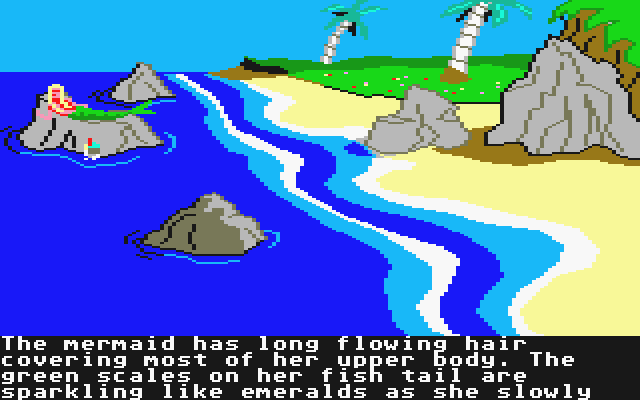 The mermaid has long flowing hair
covering most of her upper body. The
green scales on her fish tail are
sparkling like emeralds as she slowly